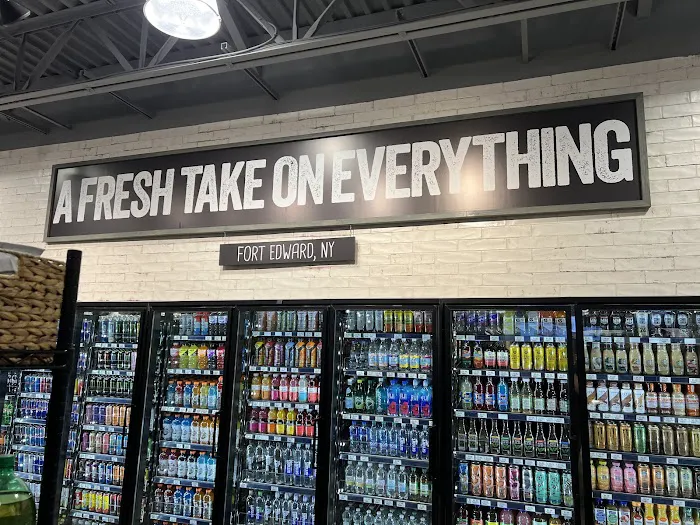 A FRESH TAKE ON EVERYTHING
FORT EDWARD, NY